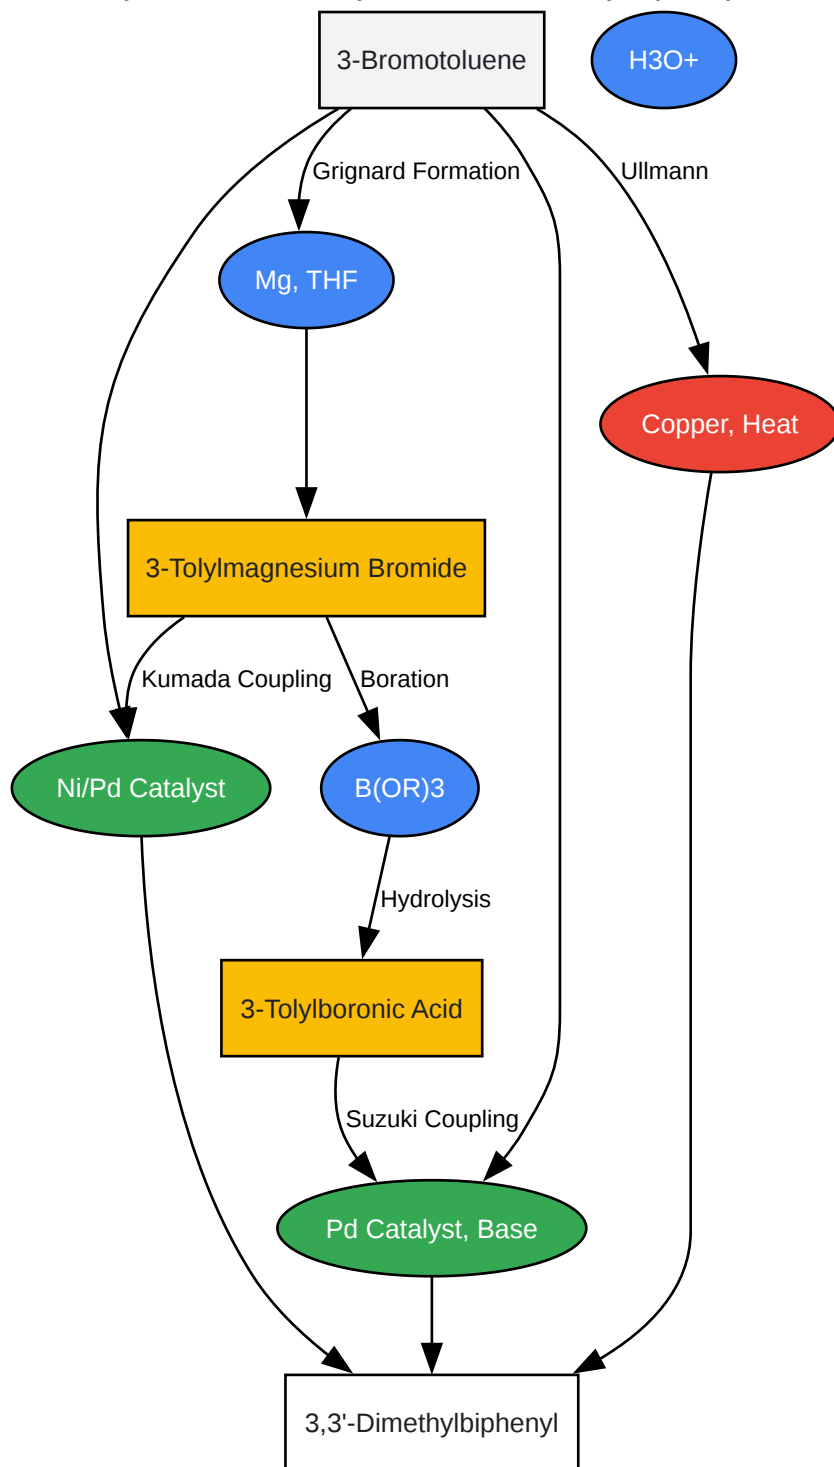 3-Bromotoluene
H3O+
Grignard Formation
Ullmann
Mg, THF
Copper, Heat
3-Tolylmagnesium Bromide
Kumada Coupling
Boration
Ni/Pd Catalyst
B(OR)3
Hydrolysis
3-Tolylboronic Acid
Suzuki Coupling
Pd Catalyst, Base
3,3'-Dimethylbiphenyl